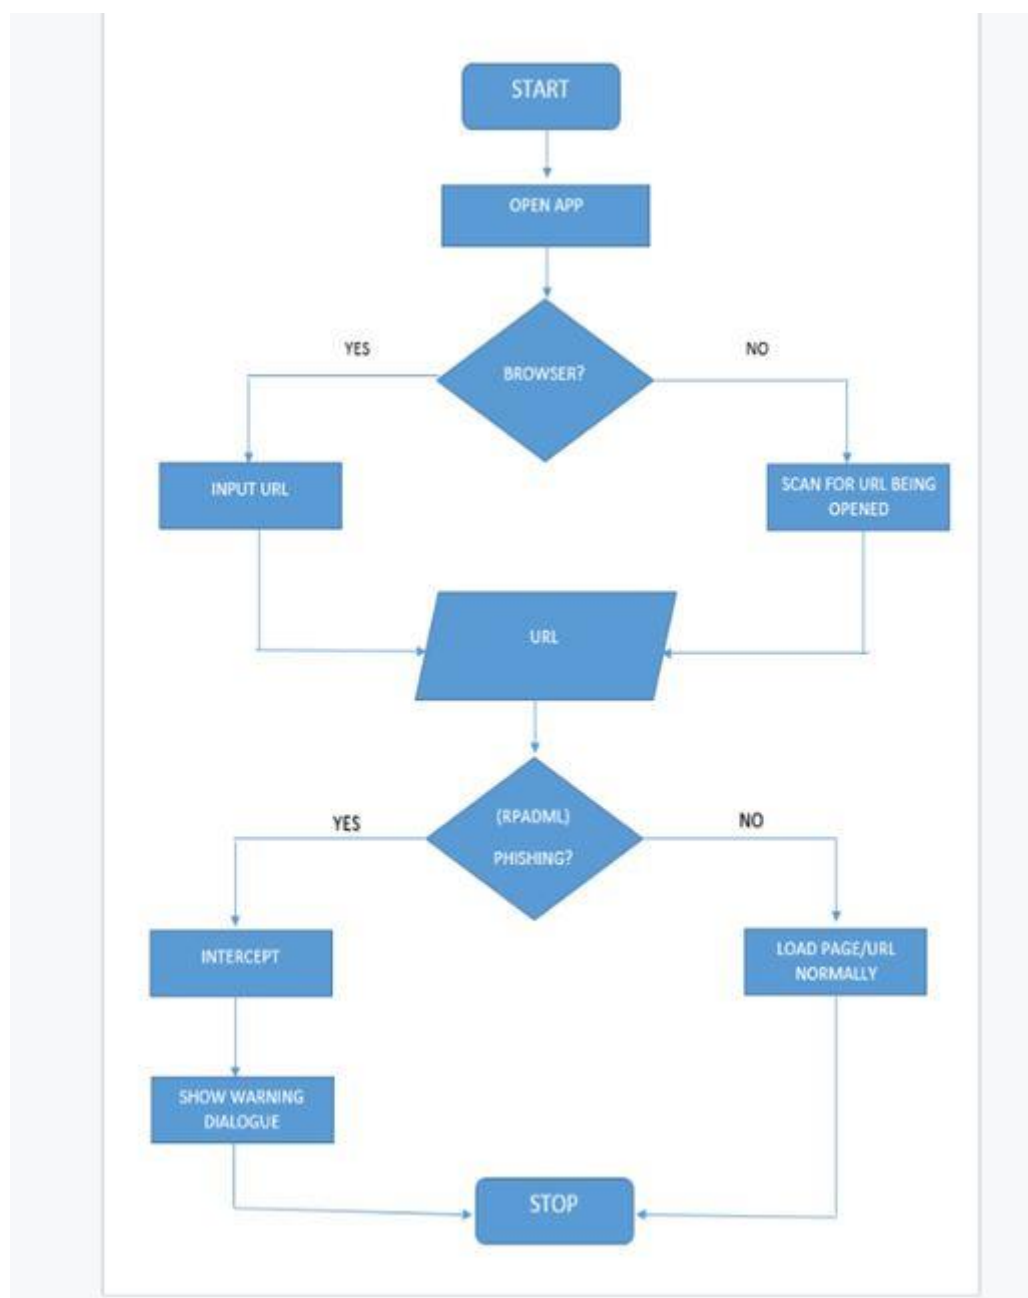 START
OPEN APP
YES
NO
BROWSER?
INPUT URL
SCAN FOR URL BEING
OPENED
URL
(RPADML)
YES
NO
PHISHING?
INTERCEPT
LOAD PAGE/URL
NORMALLY
SHOW WARNING
DIALOGUE
STOP